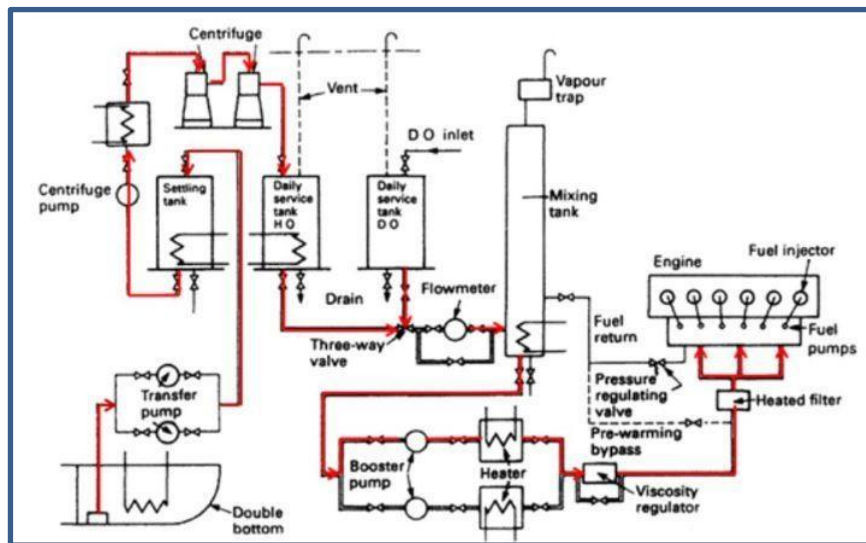 Centrifuge
Vent
Vapour
trap
D O inlet
Centrifuge
pump
Settling
tank
Daily
service
tank
H O
Daily
service
tank
D O
Mixing
tank
Drain
Flowmeter
Three-way
valve
Engine
Fuel injector
Fuel
return
Fuel
pumps
Pressure
regulating
valve
Heated filter
Transfer
pump
Pre-warming
bypass
Booster
pump
Heater
Viscosity
regulator
Double
bottom